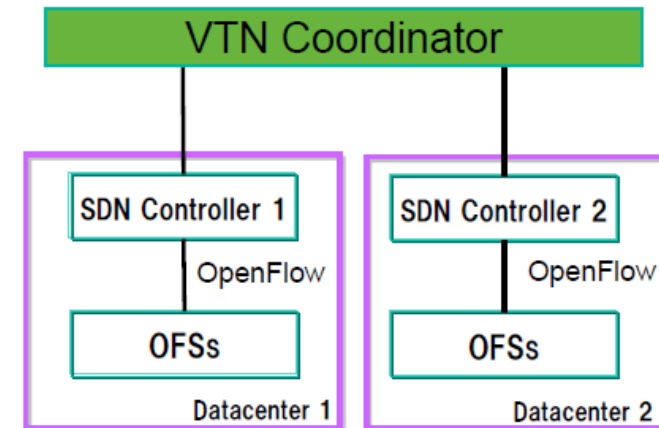 VTN Coordinator
SDN Controller 1
OpenFlow
OFSs
Datacenter 1
SDN Controller 2
OpenFlow
OFSs
Datacenter 2